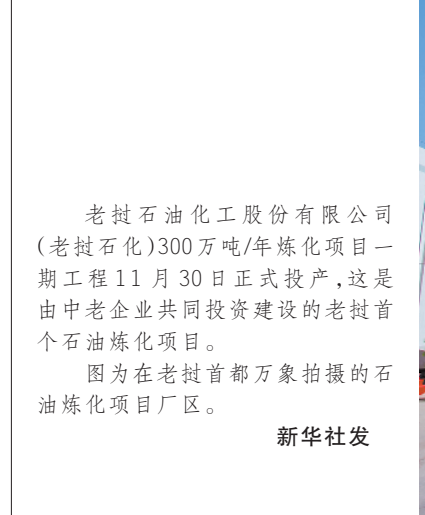 老挝石油化工股份有限公司
(老挝石化)300万吨/年炼化项目一
期工程11月30日正式投产,这是
由中老企业共同投资建设的老挝首
个石油炼化项目。
图为在老挝首都万象拍摄的石
油炼化项目厂区。
新华社发